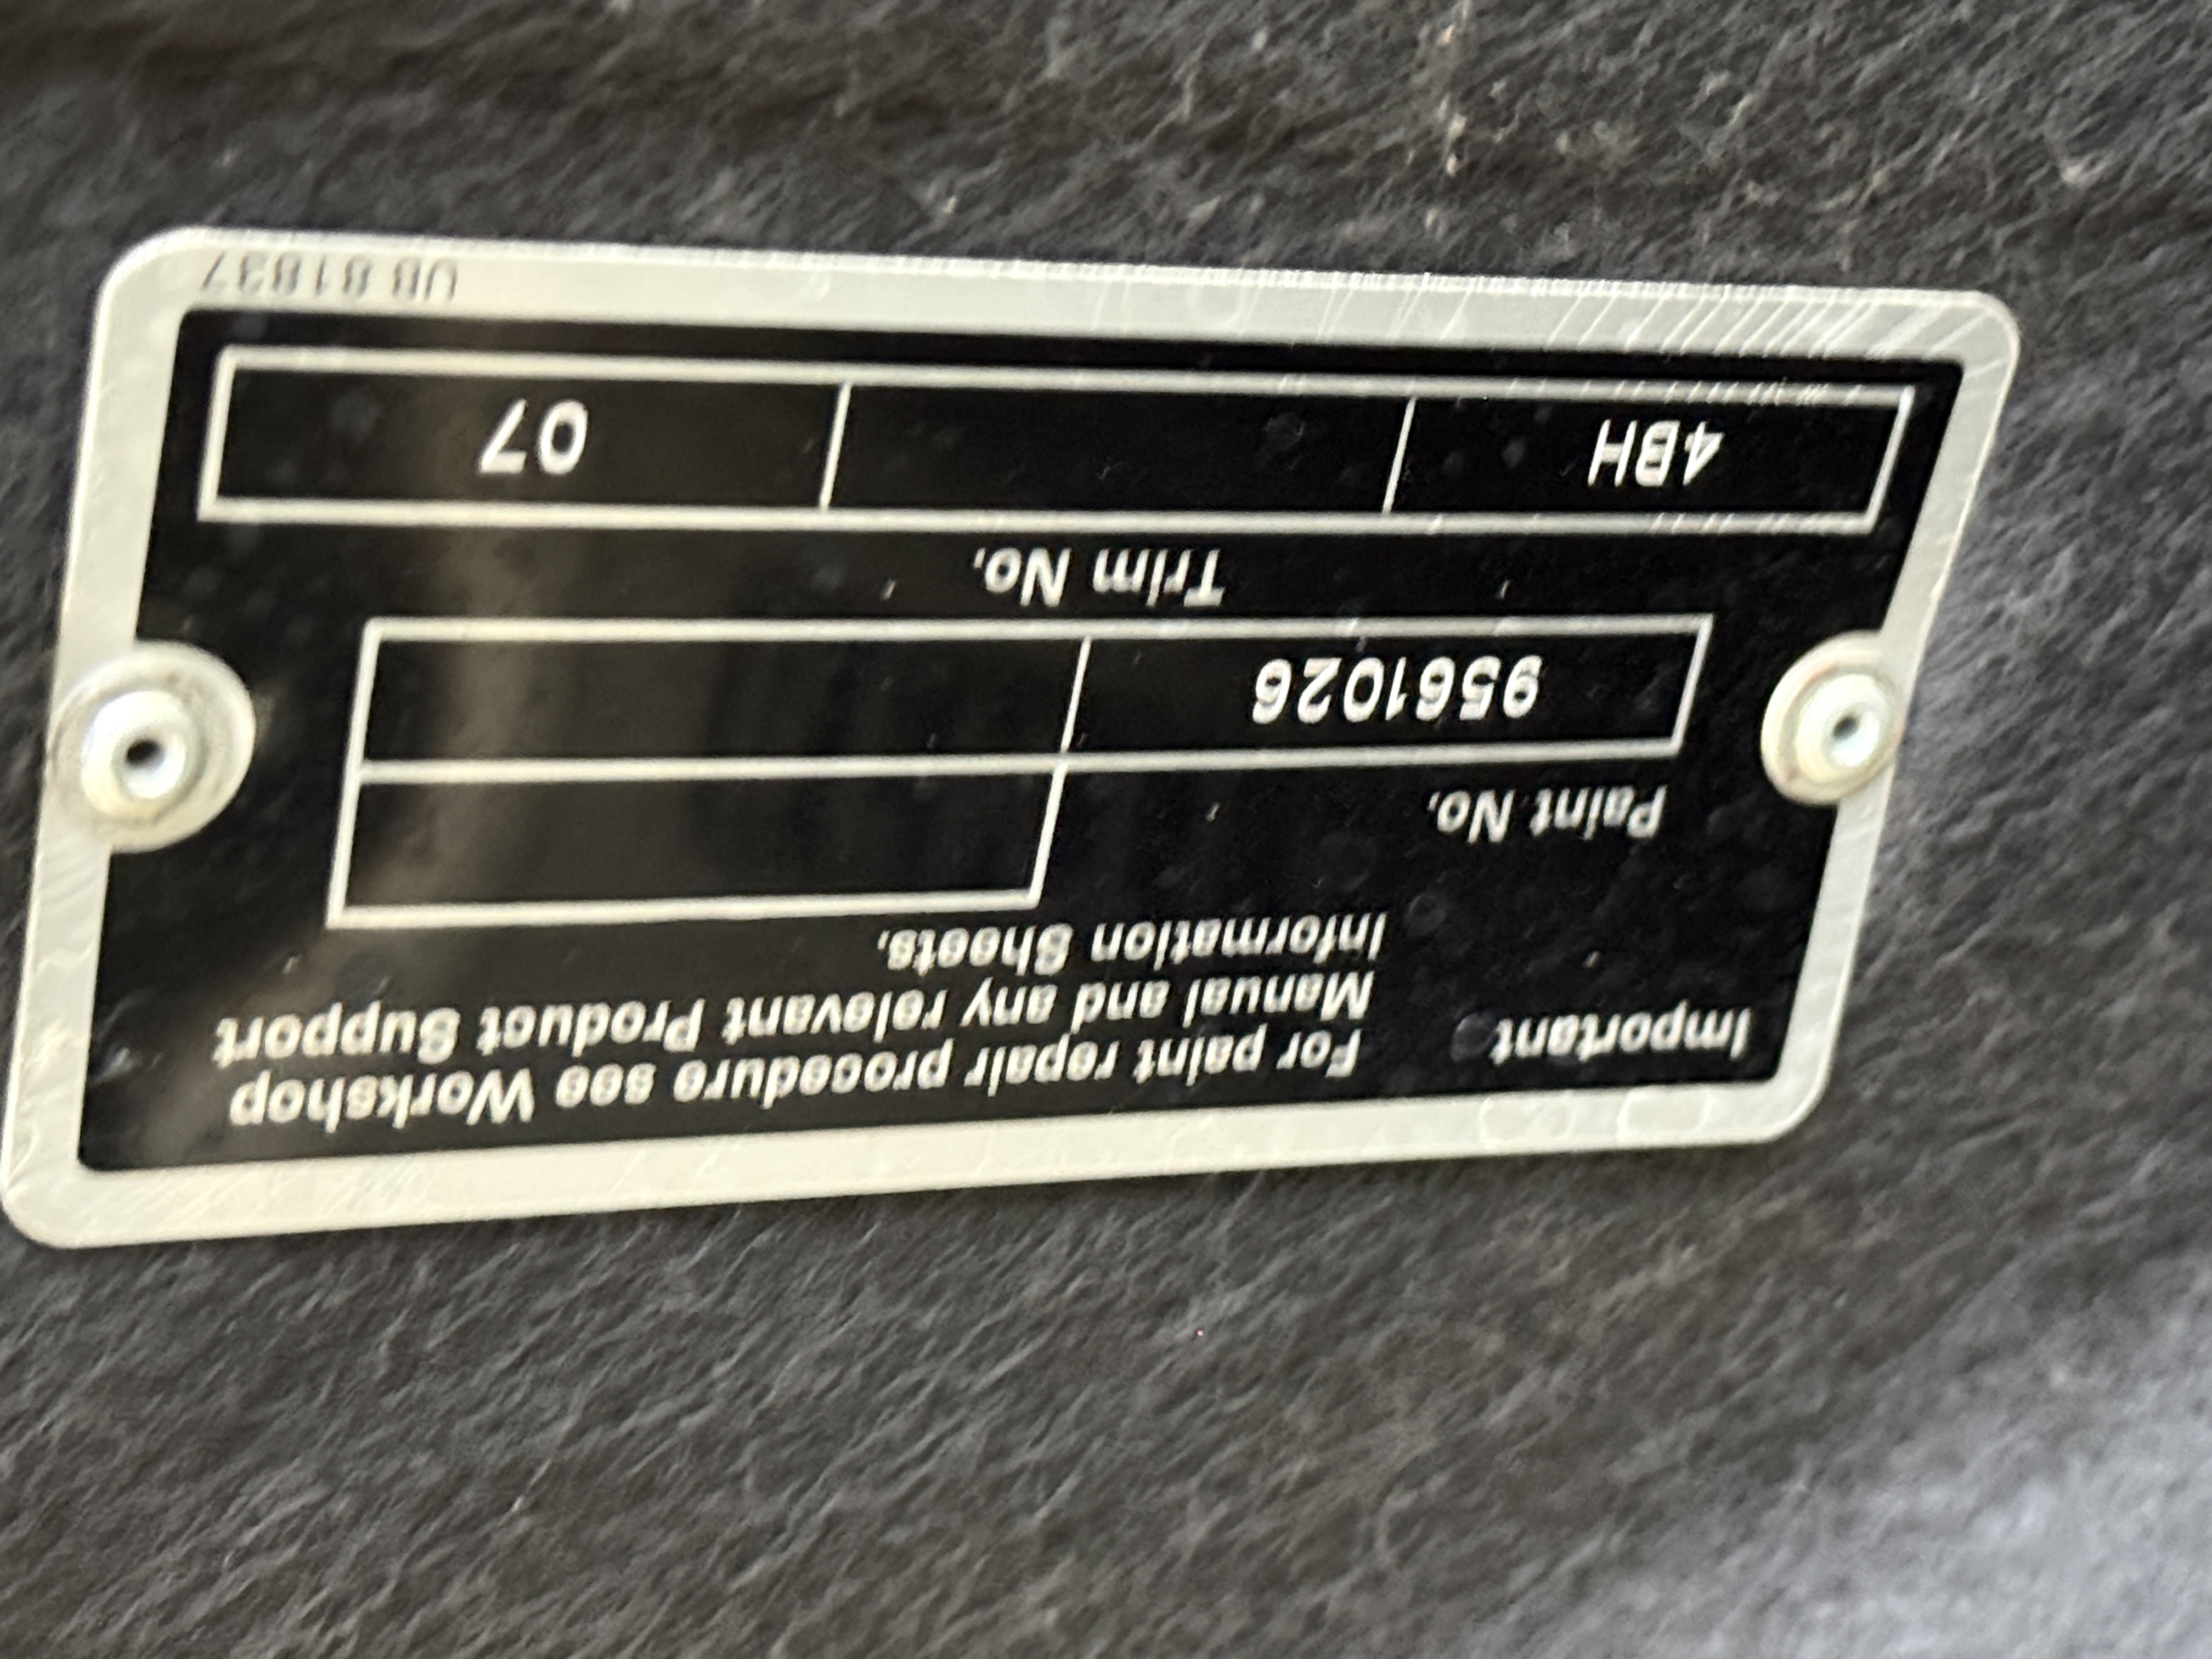 Important
For paint repair procedure see Workshop
Manual and any relevant Product Support
Information Sheets.
Paint No.
9561026
Trim No.
4BH 07
UB 81837